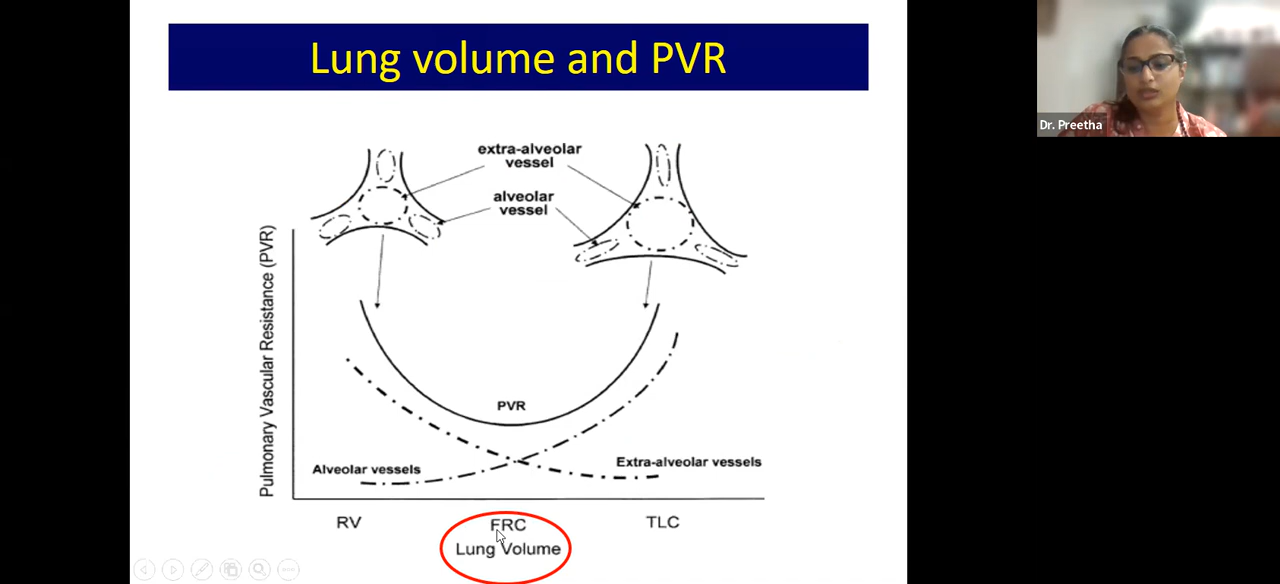 Lung volume and PVR
Dr. Preetha
extra-alveolar
vessel
alveolar
vessel
Pulmonary Vascular Resistance (PVR)
PVR
Alveolar vessels
Extra-alveolar vessels
RV
FRC
TLC
Lung Volume